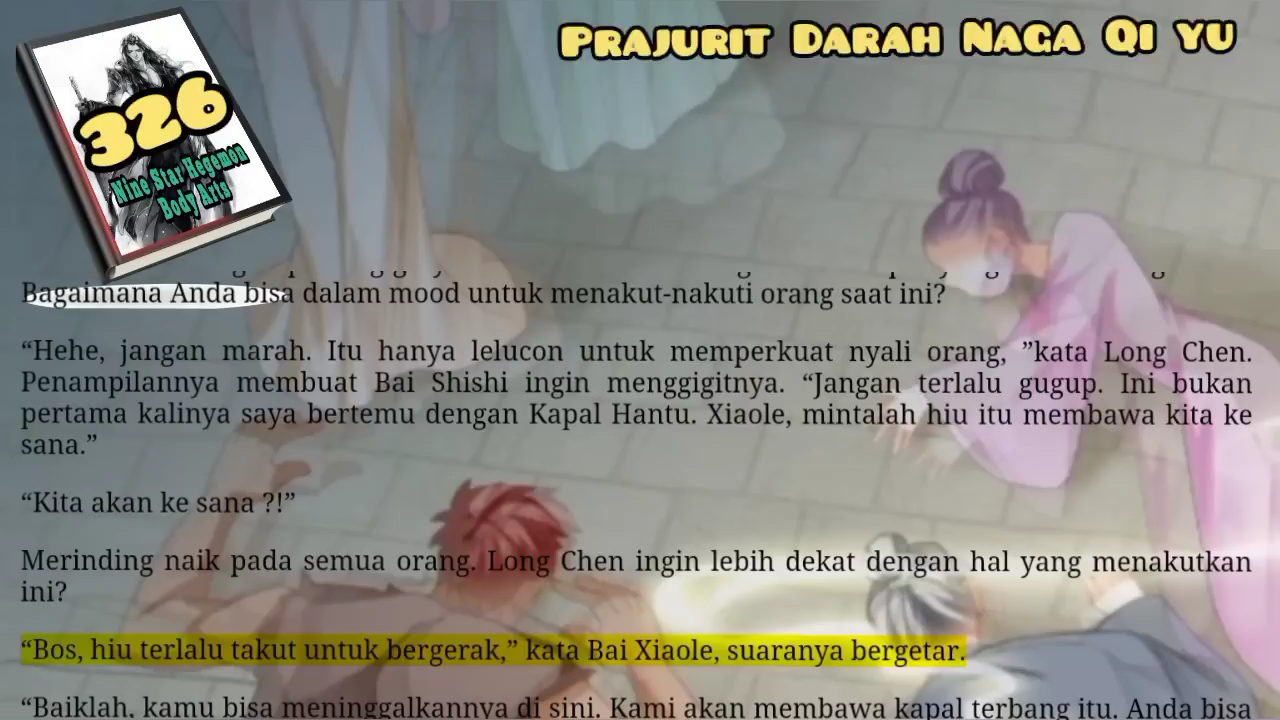 PRAJURIT DARAH NAGA QI YU
326
Nine Star Hegemon
Body Arts
Bagaimana Anda bisa dalam mood untuk menakut-nakuti orang saat ini?
“Hehe, jangan marah. Itu hanya lelucon untuk memperkuat nyali orang, ”kata Long Chen.
Penampilannya membuat Bai Shishi ingin menggigitnya. “Jangan terlalu gugup. Ini bukan
pertama kalinya saya bertemu dengan Kapal Hantu. Xiaole, mintalah hiu itu membawa kita ke
sana.”
“Kita akan ke sana ?!”
Merinding naik pada semua orang. Long Chen ingin lebih dekat dengan hal yang menakutkan
ini?
“Bos, hiu terlalu takut untuk bergerak,” kata Bai Xiaole, suaranya bergetar.
“Baiklah, kamu bisa meninggalkannya di sini. Kami akan membawa kapal terbang itu. Anda bisa